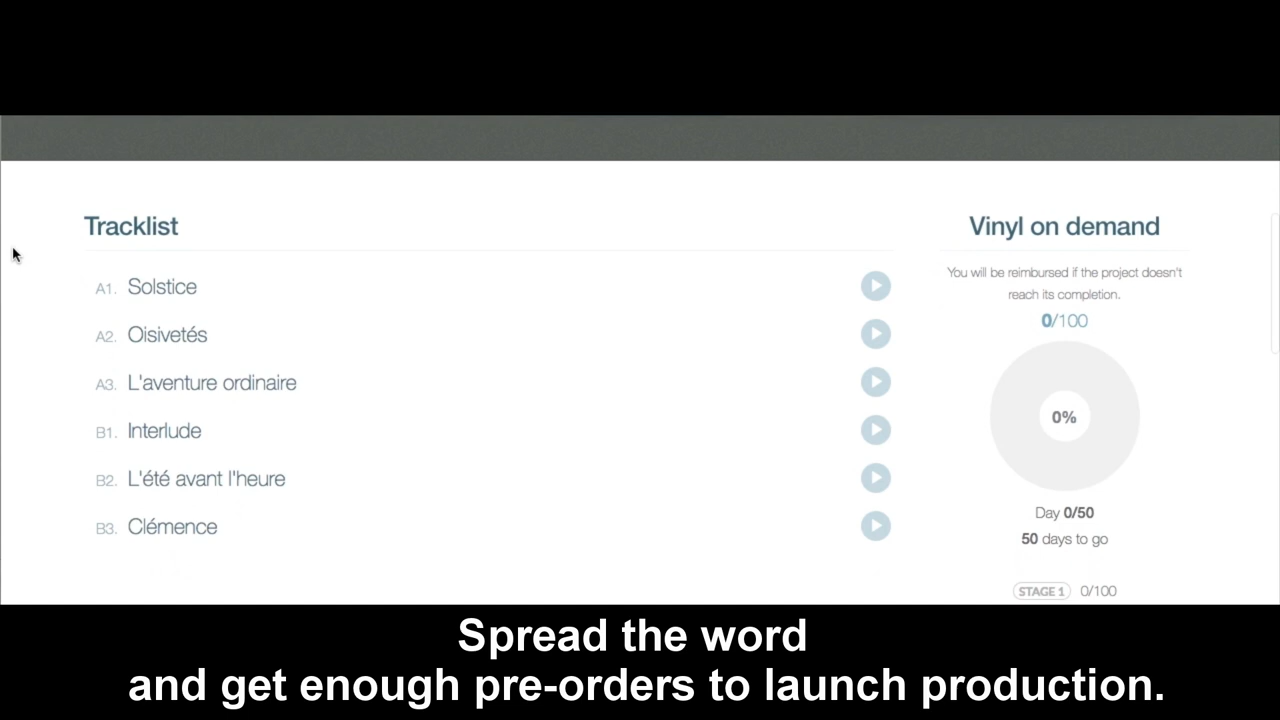 Tracklist
A1. Solstice
A2. Oisivetés
A3. L'aventure ordinaire
B1. Interlude
B2. L'été avant l'heure
B3. Clémence
Vinyl on demand
You will be reimbursed if the project doesn't
reach its completion.
0/100
0%
Day 0/50
50 days to go
STAGE 1 0/100
Spread the word
and get enough pre-orders to launch production.